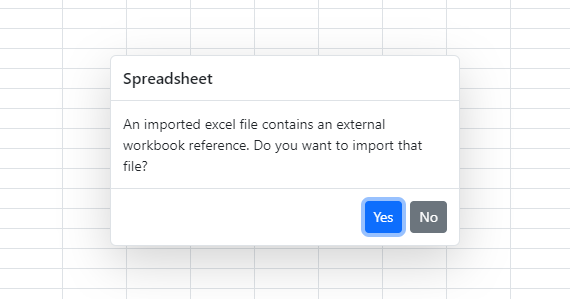 Spreadsheet
An imported excel file contains an external
workbook reference. Do you want to import that
file?
Yes No